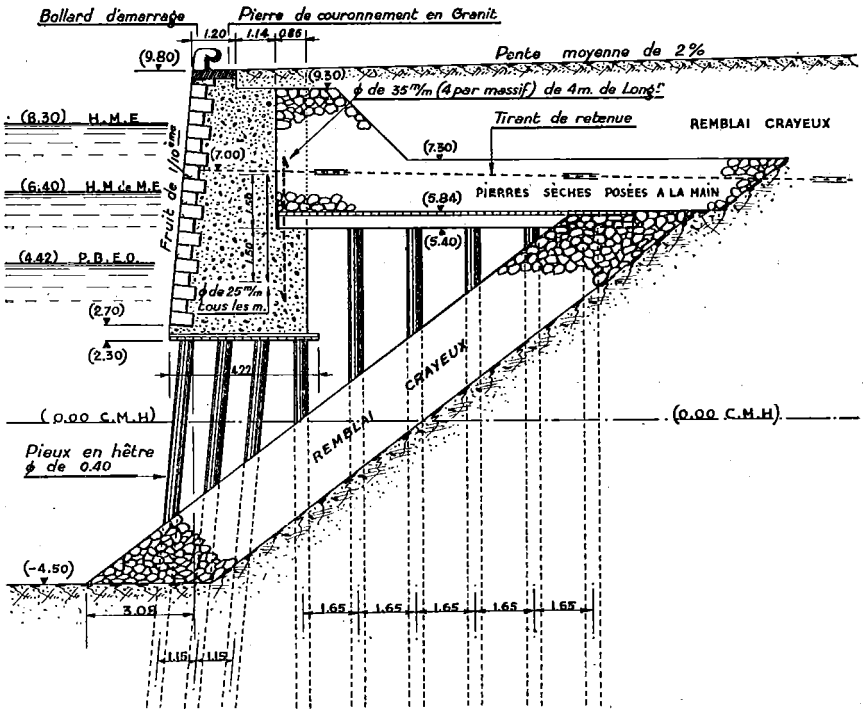 Bollard d'amarrage
Pierre de couronnement en Granit
1.20 1.14 0.86
(9.80)
Pente moyenne de 2%
(9.30)
ϕ de 35 m/m (4 par massif) de 4m. de Longr
(8.30) H.M.E
Tirant de retenue
REMBLAI CRAYEUX
Fruit de 1/10ème
(7.00)
(7.30)
(6.40) H.M de M.E
PIERRES SÈCHES POSÉES A LA MAIN
1.50
(5.84)
(5.40)
1.50
(4.42) P.B.E.O.
ϕ de 25 m/m
tous les m.
(2.70)
(2.30)
4.22
REMBLAI CRAYEUX
(0.00 C.M.H)
(0.00 C.M.H)
Pieux en hêtre
ϕ de 0.40
(-4.50)
3.08
1.65 1.65 1.65 1.65 1.65
1.15 1.15